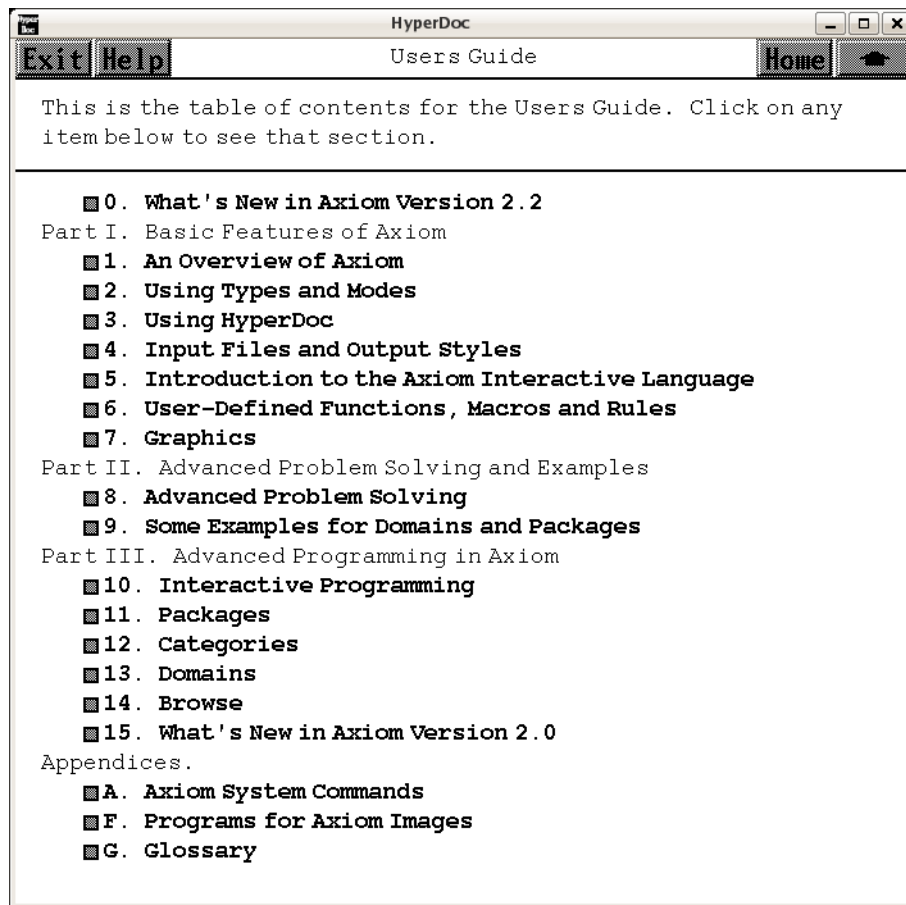 Hyper Doc
HyperDoc
Exit Help Users Guide Home
This is the table of contents for the Users Guide. Click on any
item below to see that section.
0. What's New in Axiom Version 2.2
Part I. Basic Features of Axiom
1. An Overview of Axiom
2. Using Types and Modes
3. Using HyperDoc
4. Input Files and Output Styles
5. Introduction to the Axiom Interactive Language
6. User-Defined Functions, Macros and Rules
7. Graphics
Part II. Advanced Problem Solving and Examples
8. Advanced Problem Solving
9. Some Examples for Domains and Packages
Part III. Advanced Programming in Axiom
10. Interactive Programming
11. Packages
12. Categories
13. Domains
14. Browse
15. What's New in Axiom Version 2.0
Appendices.
A. Axiom System Commands
F. Programs for Axiom Images
G. Glossary